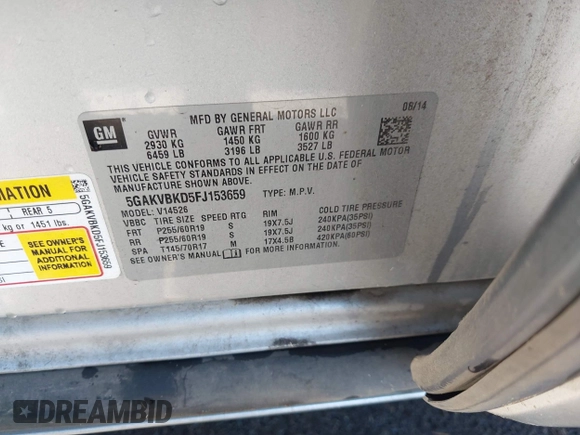 GM
MFD BY GENERAL MOTORS LLC 06/14
GVWR GAWR FRT GAWR RR
2930 KG 1450 KG 1600 KG
6459 LB 3196 LB 3527 LB
THIS VEHICLE CONFORMS TO ALL APPLICABLE U.S. FEDERAL MOTOR
VEHICLE SAFETY STANDARDS IN EFFECT ON THE DATE OF
MANUFACTURE SHOWN ABOVE.
5GAKVBKD5FJ153659 TYPE: M.P.V.
MODEL: V14526
VBBC TIRE SIZE SPEED RTG RIM COLD TIRE PRESSURE
FRT P255/60R19 S 19X7.5J 240KPA(35PSI)
RR P255/60R19 S 19X7.5J 240KPA(35PSI)
SPA T145/70R17 M 17X4.5B 420KPA(60PSI)
SEE OWNER'S MANUAL FOR MORE INFORMATION.
MATION
REAR 5
kg or 1451 lbs.
SEE OWNER'S
MANUAL FOR
ADDITIONAL
INFORMATION
5GAKVBKD5FJ153659
DREAMBID